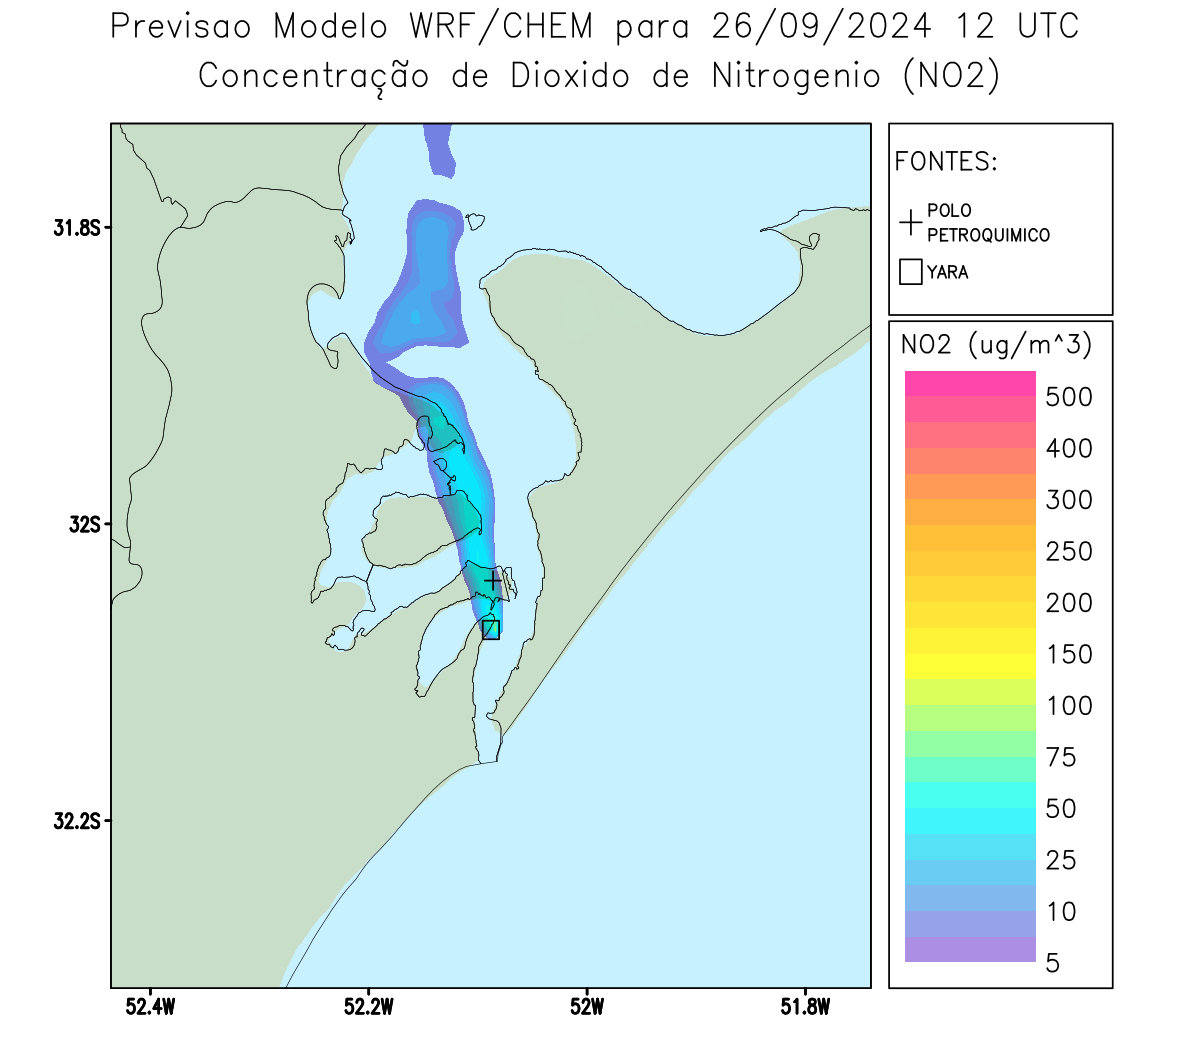 Previsao Modelo WRF/CHEM para 26/09/2024 12 UTC
Concentração de Dioxido de Nitrogenio (NO2)
FONTES:
POLO
PETROQUIMICO
YARA
NO2 (ug/m^3)
500
400
300
250
200
150
100
75
50
25
10
5
31.8S
32S
32.2S
52.4W
52.2W
52W
51.8W